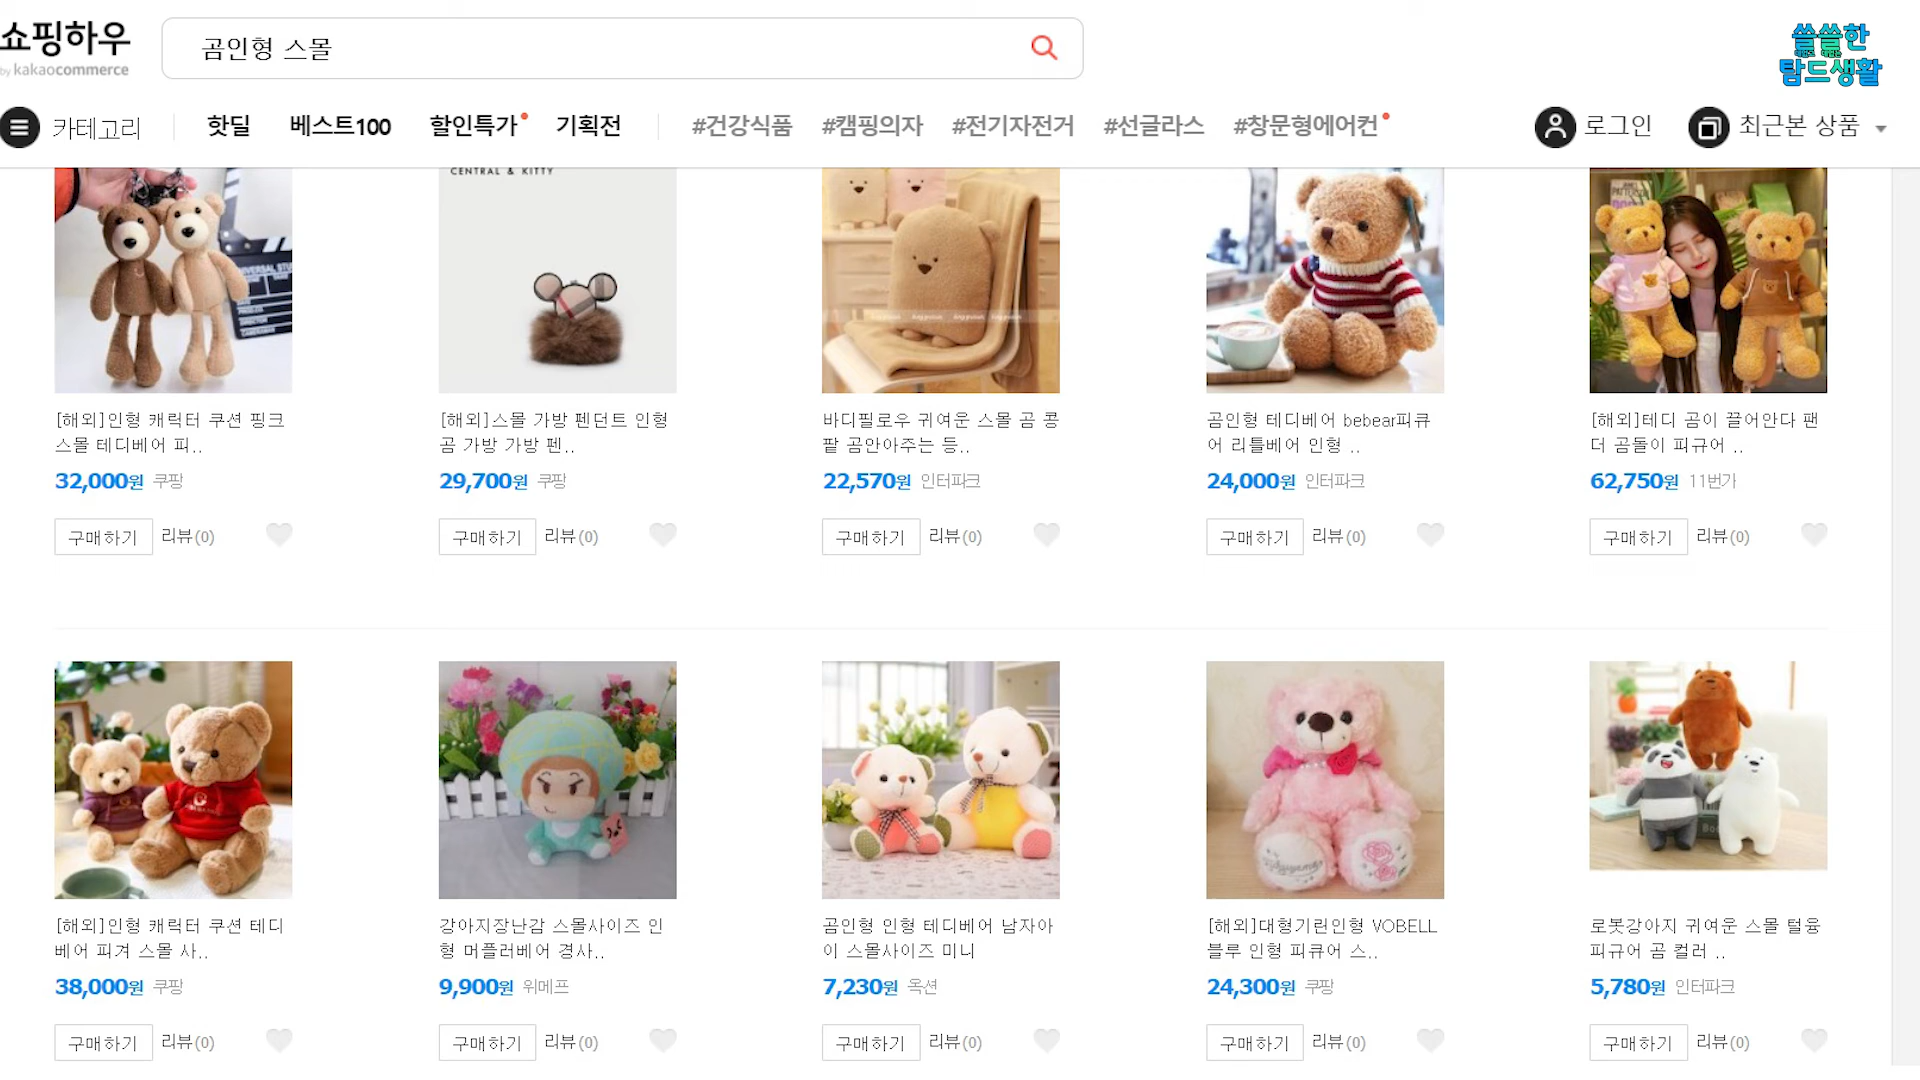 쇼핑하우
by kakaocommerce
곰인형 스몰
쓸쓸한
탐드생활
카테고리
핫딜
베스트100
할인특가
기획전
#건강식품
#캠핑의자
#전기자전거
#선글라스
#창문형에어컨
로그인
최근본 상품
CENTRAL & KITTY
[해외]인형 캐릭터 쿠션 핑크
스몰 테디베어 피..
32,000원 쿠팡
구매하기 리뷰(0)
[해외]스몰 가방 펜던트 인형
곰 가방 가방 펜..
29,700원 쿠팡
구매하기 리뷰(0)
바디필로우 귀여운 스몰 곰 콩
팥 곰안아주는 등..
22,570원 인터파크
구매하기 리뷰(0)
곰인형 테디베어 bebear피큐
어 리틀베어 인형 ..
24,000원 인터파크
구매하기 리뷰(0)
[해외]테디 곰이 끌어안다 팬
더 곰돌이 피규어 ..
62,750원 11번가
구매하기 리뷰(0)
[해외]인형 캐릭터 쿠션 테디
베어 피겨 스몰 사..
38,000원 쿠팡
구매하기 리뷰(0)
강아지장난감 스몰사이즈 인
형 머플러베어 경사..
9,900원 위메프
구매하기 리뷰(0)
곰인형 인형 테디베어 남자아
이 스몰사이즈 미니
7,230원 옥션
구매하기 리뷰(0)
[해외]대형기린인형 VOBELL
블루 인형 피큐어 스..
24,300원 쿠팡
구매하기 리뷰(0)
로봇강아지 귀여운 스몰 털융
피규어 곰 컬러 ..
5,780원 인터파크
구매하기 리뷰(0)